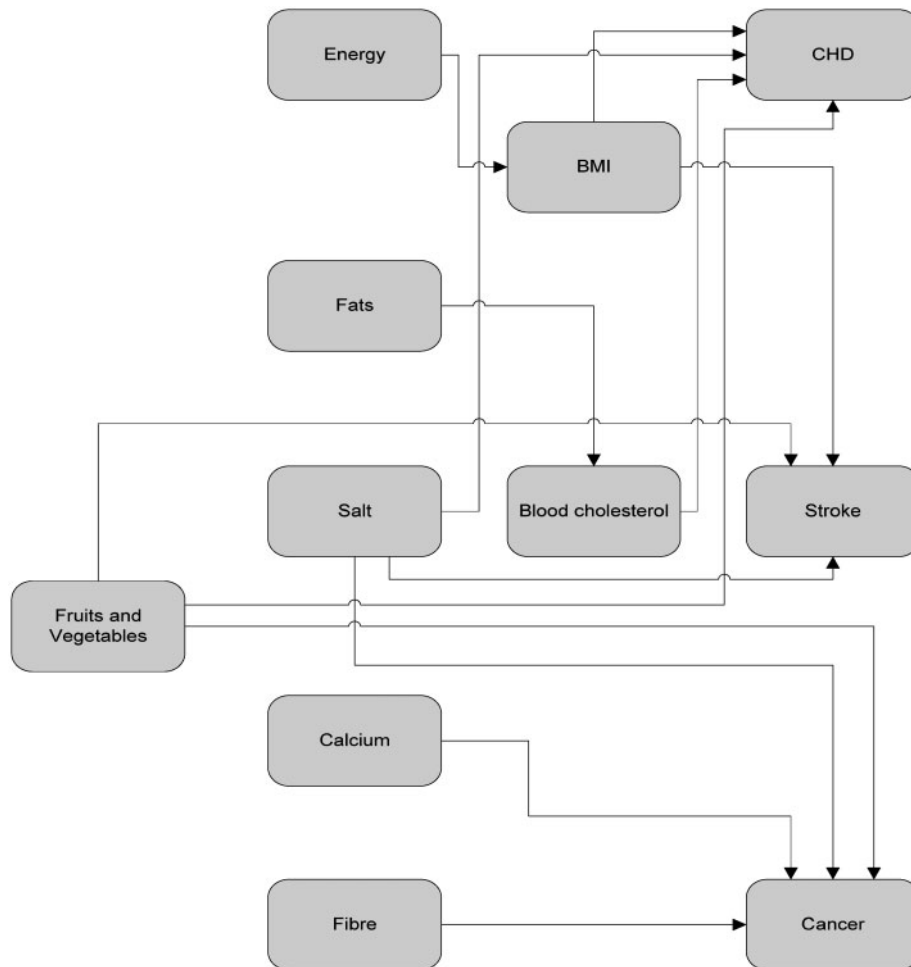 Energy
CHD
BMI
Fats
Salt
Blood cholesterol
Stroke
Fruits and
Vegetables
Calcium
Fibre
Cancer